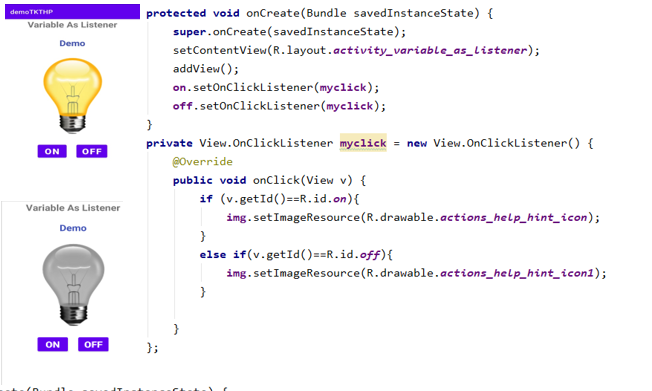 demoTKTHP
Variable As Listener
Demo
ON OFF
Variable As Listener
Demo
ON OFF
protected void onCreate(Bundle savedInstanceState) {
super.onCreate(savedInstanceState);
setContentView(R.layout.activity_variable_as_listener);
addView();
on.setOnClickListener(myclick);
off.setOnClickListener(myclick);
}
private View.OnClickListener myclick = new View.OnClickListener() {
@Override
public void onClick(View v) {
if (v.getId()==R.id.on){
img.setImageResource(R.drawable.actions_help_hint_icon);
}
else if(v.getId()==R.id.off){
img.setImageResource(R.drawable.actions_help_hint_icon1);
}
}
};